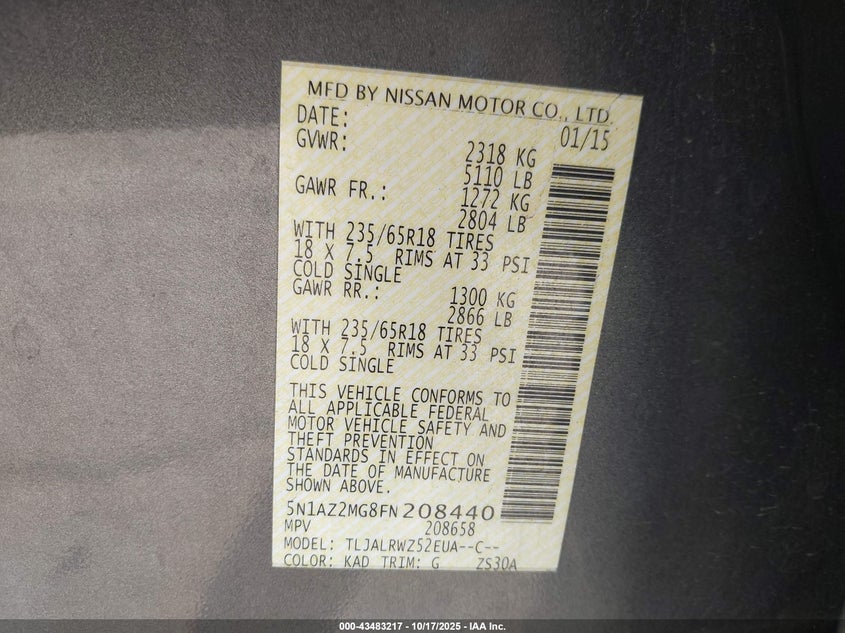 MFD BY NISSAN MOTOR CO., LTD.
DATE: 01/15
GVWR: 2318 KG
5110 LB
GAWR FR.: 1272 KG
2804 LB
WITH 235/65R18 TIRES
18 X 7.5 RIMS AT 33 PSI
COLD SINGLE
GAWR RR.: 1300 KG
2866 LB
WITH 235/65R18 TIRES
18 X 7.5 RIMS AT 33 PSI
COLD SINGLE
THIS VEHICLE CONFORMS TO
ALL APPLICABLE FEDERAL
MOTOR VEHICLE SAFETY AND
THEFT PREVENTION
STANDARDS IN EFFECT ON
THE DATE OF MANUFACTURE
SHOWN ABOVE.
5N1AZ2MG8FN208440
MPV 208658
MODEL: TLJALRWZ52EUA--C--
COLOR: KAD TRIM: G ZS30A
000-43483217 - 10/17/2025 - IAA Inc.